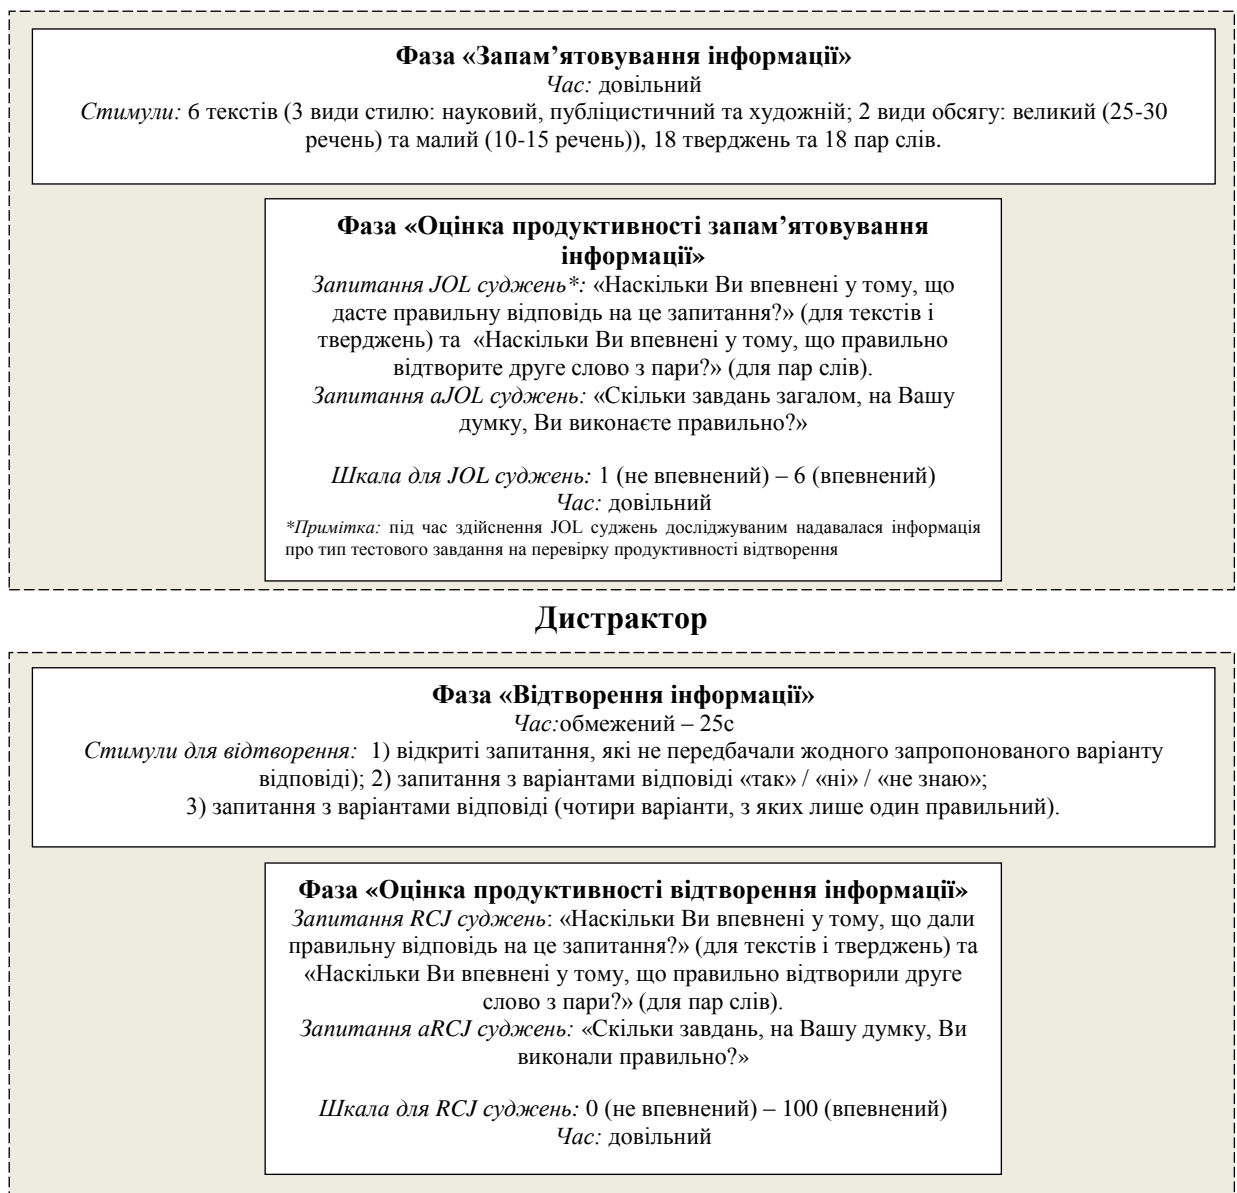 Фаза «Запам’ятовування інформації»
Час: довільний
Стимули: 6 текстів (3 види стилю: науковий, публіцистичний та художній; 2 види обсягу: великий (25-30
речень) та малий (10-15 речень)), 18 тверджень та 18 пар слів.
Фаза «Оцінка продуктивності запам’ятовування
інформації»
Запитання JOL суджень*: «Наскільки Ви впевнені у тому, що
дасте правильну відповідь на це запитання?» (для текстів і
тверджень) та «Наскільки Ви впевнені у тому, що правильно
відтворите друге слово з пари?» (для пар слів).
Запитання aJOL суджень: «Скільки завдань загалом, на Вашу
думку, Ви виконаєте правильно?»
Шкала для JOL суджень: 1 (не впевнений) – 6 (впевнений)
Час: довільний
*Примітка: під час здійснення JOL суджень досліджуваним надавалася інформація
про тип тестового завдання на перевірку продуктивності відтворення
Дистрактор
Фаза «Відтворення інформації»
Час:обмежений – 25с
Стимули для відтворення: 1) відкриті запитання, які не передбачали жодного запропонованого варіанту
відповіді); 2) запитання з варіантами відповіді «так» / «ні» / «не знаю»;
3) запитання з варіантами відповіді (чотири варіанти, з яких лише один правильний).
Фаза «Оцінка продуктивності відтворення інформації»
Запитання RCJ суджень: «Наскільки Ви впевнені у тому, що дали
правильну відповідь на це запитання?» (для текстів і тверджень) та
«Наскільки Ви впевнені у тому, що правильно відтворили друге
слово з пари?» (для пар слів).
Запитання aRCJ суджень: «Скільки завдань, на Вашу думку, Ви
виконали правильно?»
Шкала для RCJ суджень: 0 (не впевнений) – 100 (впевнений)
Час: довільний